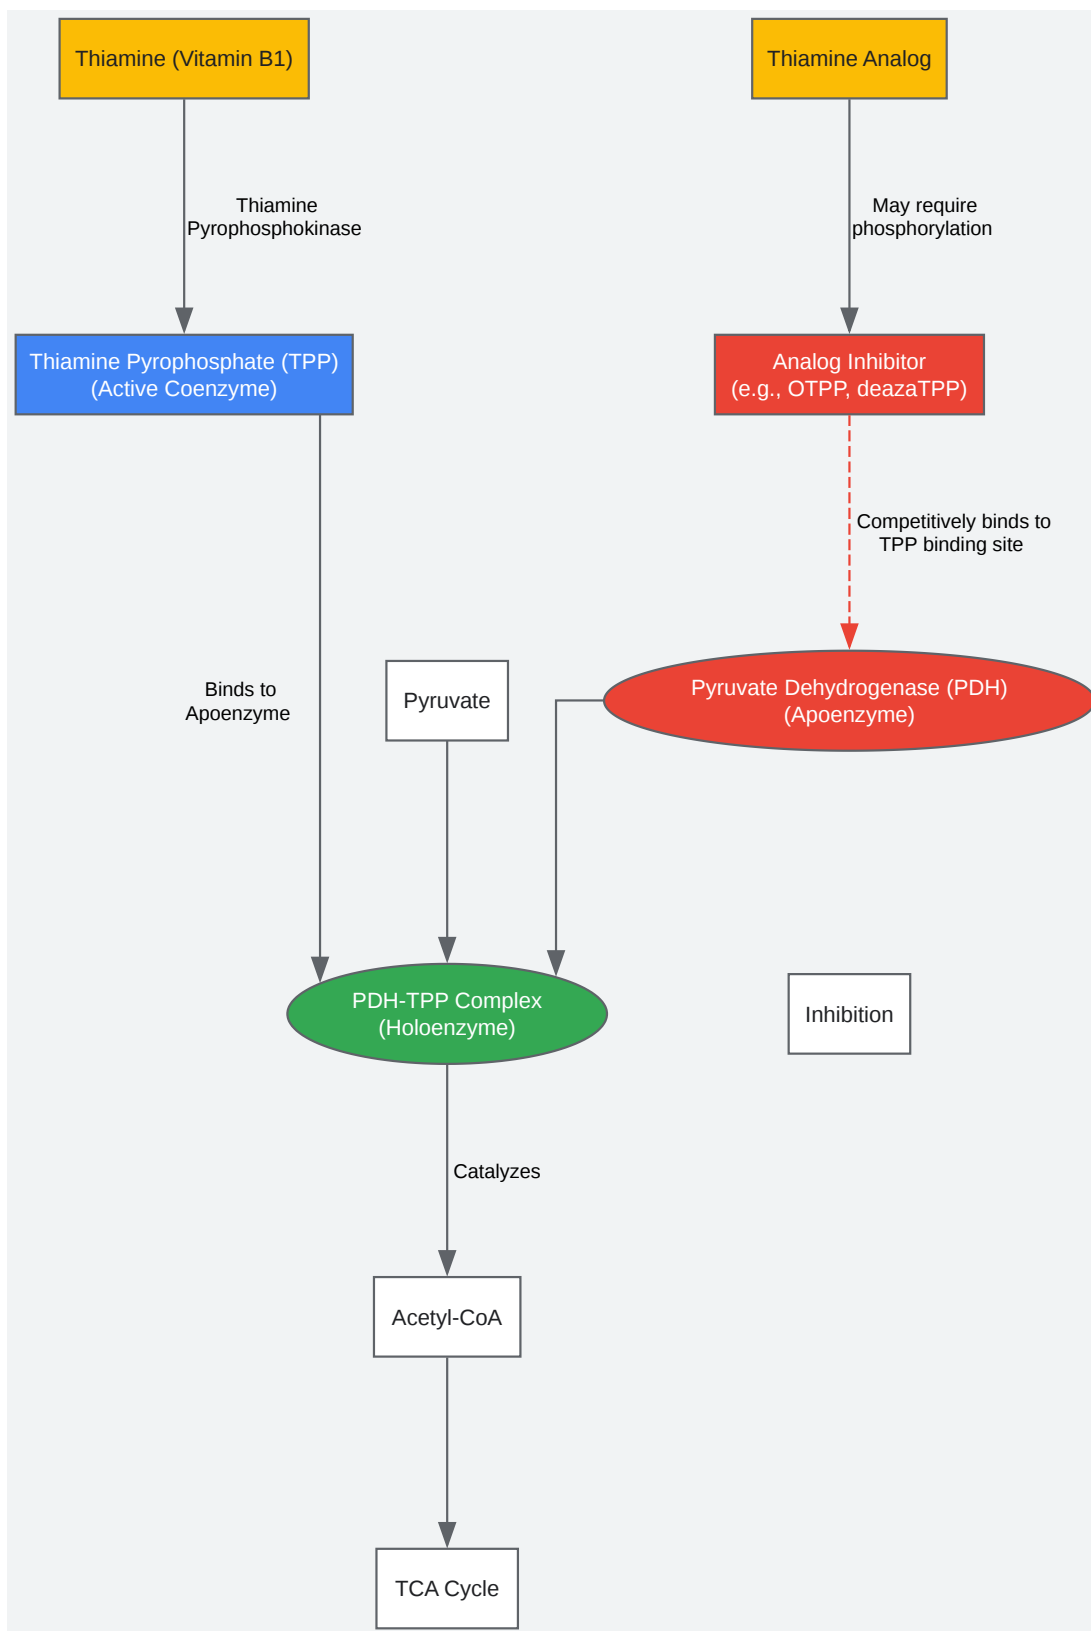 Thiamine (Vitamin B1)
Thiamine Analog
Thiamine
Pyrophosphokinase
May require
phosphorylation
Thiamine Pyrophosphate (TPP)
(Active Coenzyme)
Analog Inhibitor
(e.g., OTPP, deazaTPP)
Competitively binds to
TPP binding site
Binds to
Apoenzyme
Pyruvate
Pyruvate Dehydrogenase (PDH)
(Apoenzyme)
PDH-TPP Complex
(Holoenzyme)
Inhibition
Catalyzes
Acetyl-CoA
TCA Cycle